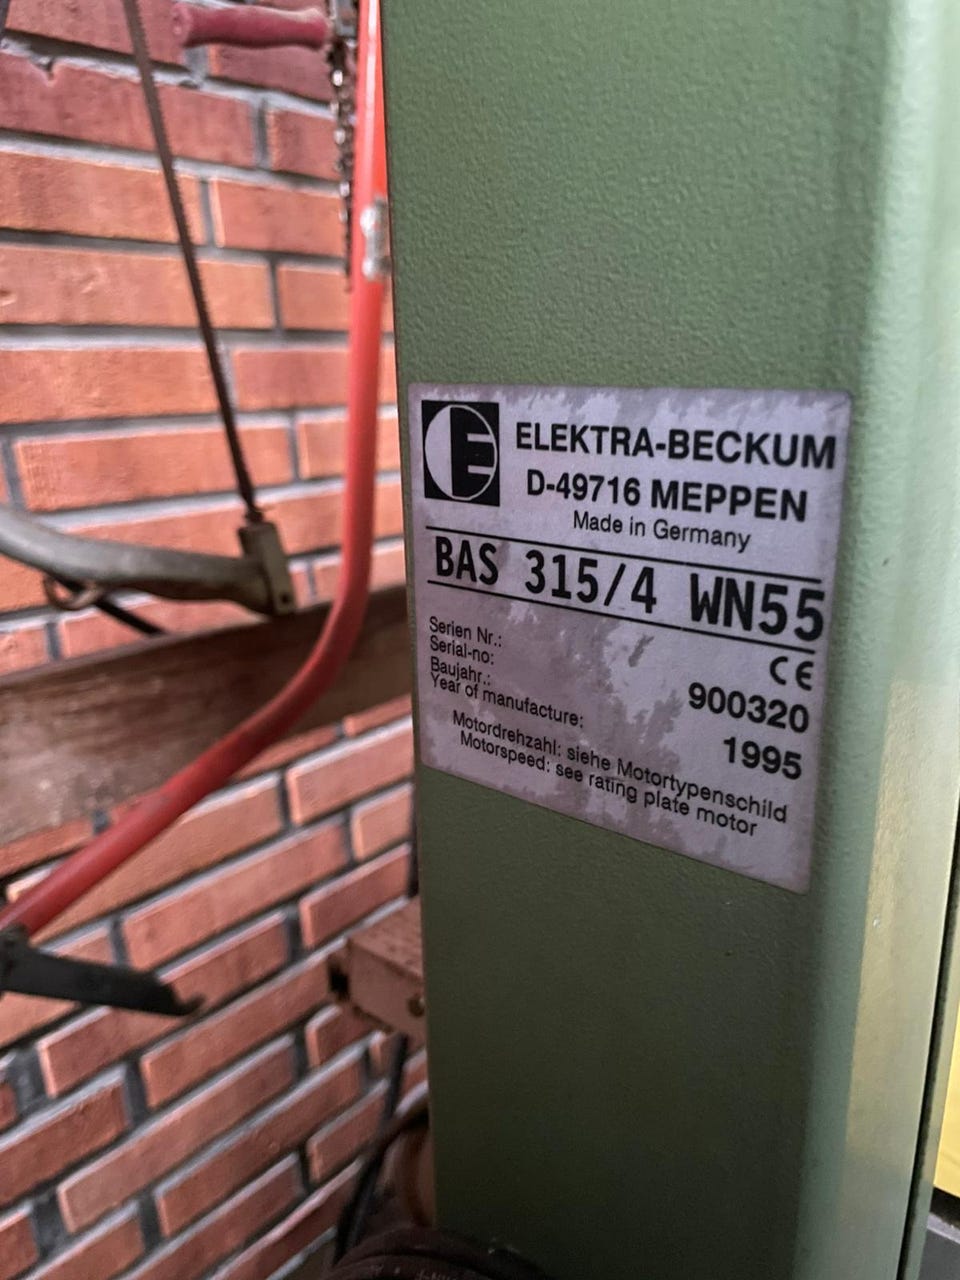 E
ELEKTRA-BECKUM
D-49716 MEPPEN
Made in Germany
BAS 315/4 WN55
CE
Serien Nr.:
Serial-no: 900320
Baujahr.:
Year of manufacture: 1995
Motordrehzahl: siehe Motortypenschild
Motorspeed: see rating plate motor